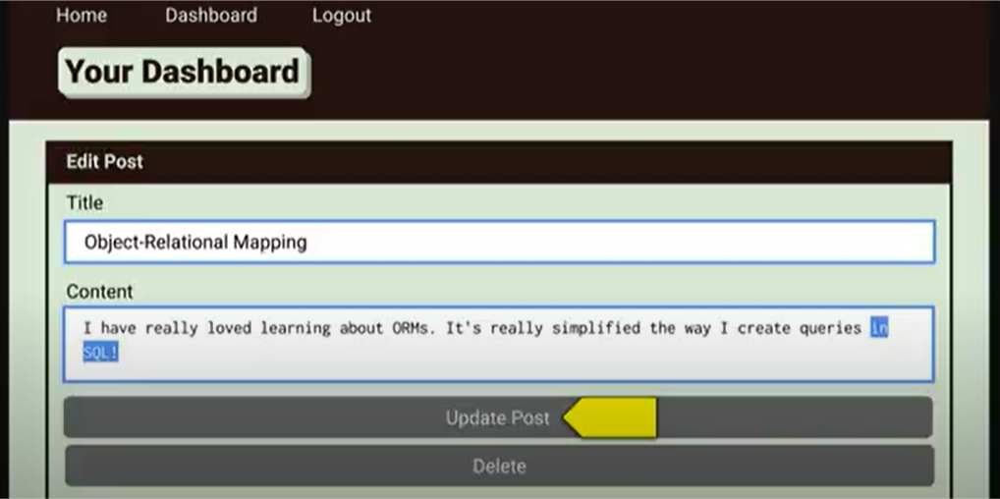 Home Dashboard Logout
Your Dashboard
Edit Post
Title
Object-Relational Mapping
Content
I have really loved learning about ORMs. It's really simplified the way I create queries in
SQL!
Update Post
Delete